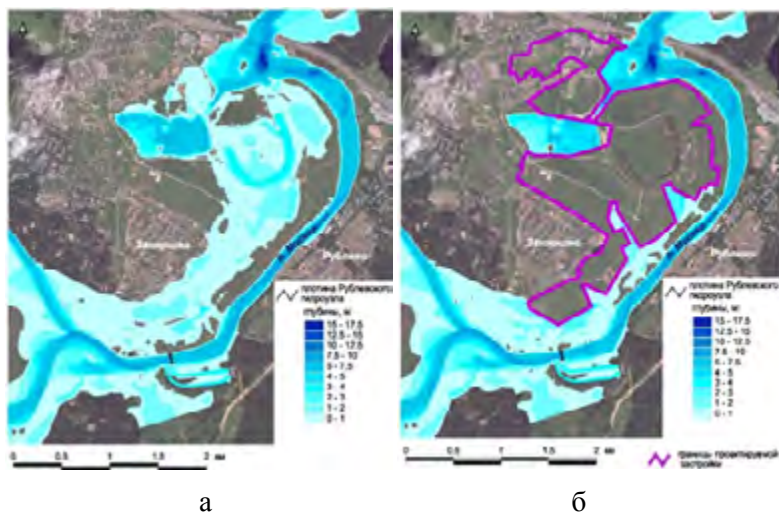 Рублево
плотина Рублевского
гидроузла
глубины, м
15 - 17.5
12.5 - 15
10 - 12.5
7.5 - 10
5 - 7.5
4 - 5
3 - 4
2 - 3
1 - 2
0 - 1
0 0.5 1 1.5 2 км
а
Рублево
плотина Рублевского
гидроузла
глубины, м
15 - 17.5
12.5 - 15
10 - 12.5
7.5 - 10
5 - 7.5
4 - 5
3 - 4
2 - 3
1 - 2
0 - 1
0 0.5 1 1.5 2 км
границы проектируемой
застройки
б